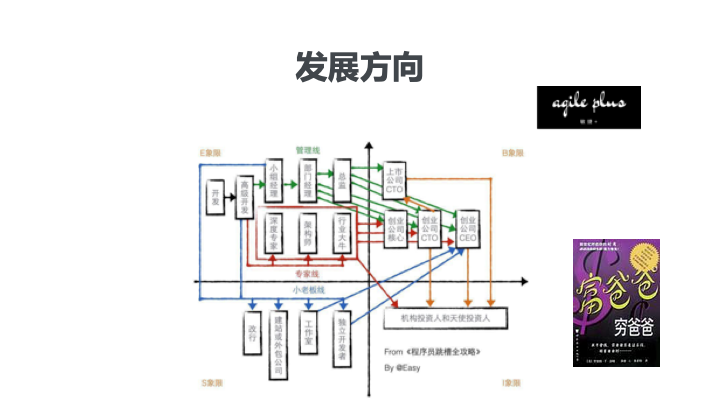 发展方向
agile plus
敏捷+
E象限
管理线
B象限
开发
高级开发
小组经理
部门经理
总监
上市公司CTO
深度专家
架构师
行业大牛
创业公司核心
创业公司CTO
创业公司CEO
专家线
小老板线
改行
建站或外包公司
工作室
独立开发者
机构投资人和天使投资人
From《程序员跳槽全攻略》
By @Easy
S象限
I象限
富爸爸
穷爸爸